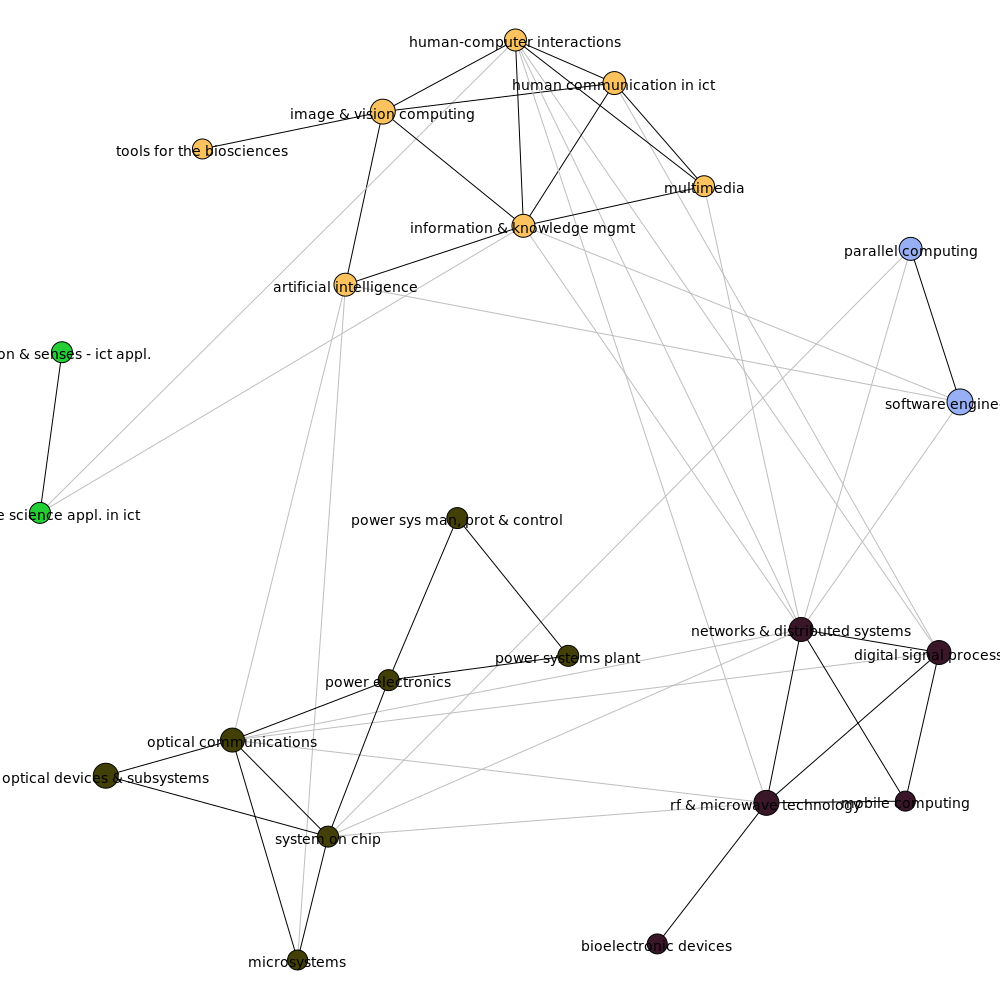 human-computer interactions
human communication in ict
image & vision computing
tools for the biosciences
multimedia
information & knowledge mgmt
parallel computing
artificial intelligence
& senses - ict appl.
software
science appl. in ict
power sys man, prot & control
networks & distributed systems
digital signal
power systems plant
power electronics
optical communications
optical devices & subsystems
rf & microwave technology
mobile computing
system on chip
bioelectronic devices
microsystems